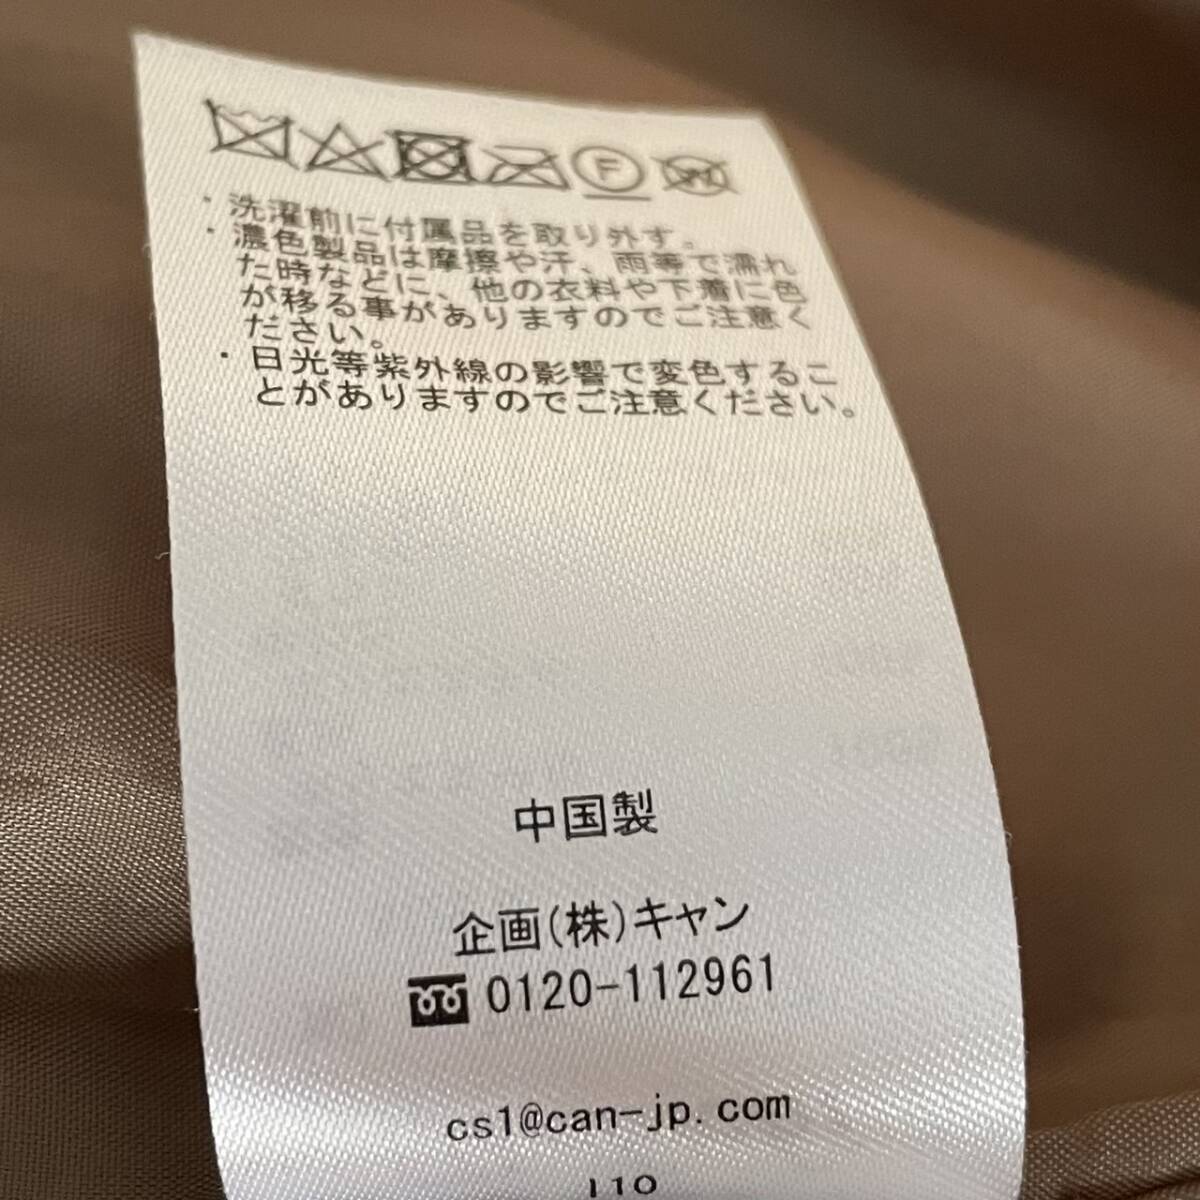 F W
・洗濯前に付属品を取り外す。
・濃色製品は摩擦や汗、雨等で濡れ
た時などに、他の衣料や下着に色
が移る事がありますのでご注意く
ださい。
・日光等紫外線の影響で変色するこ
とがありますのでご注意ください。
中国製
企画(株)キャン
0120-112961
cs1@can-jp.com
110